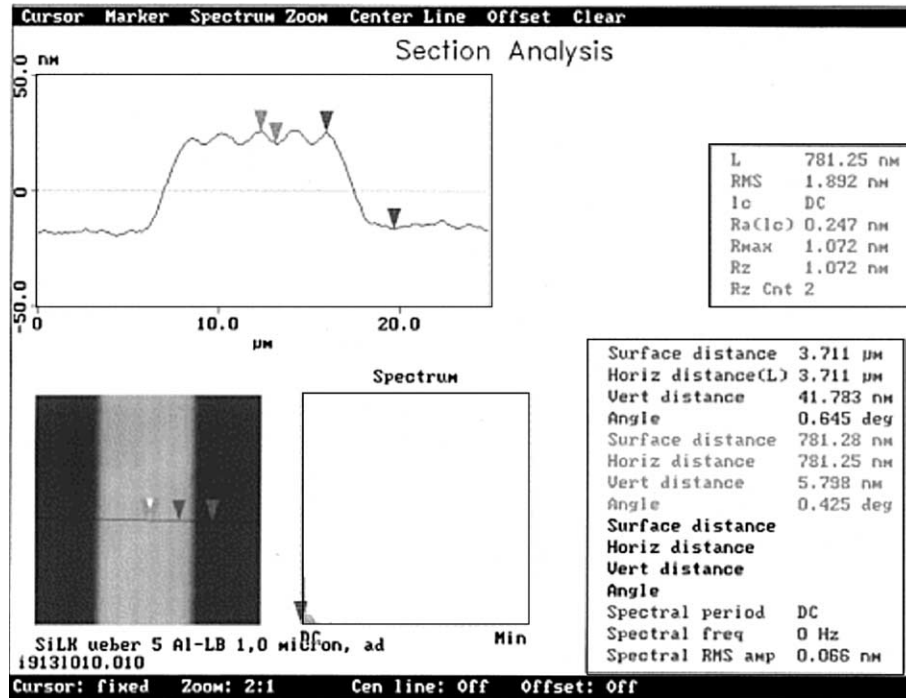 Cursor Marker Spectrum Zoom Center Line Offset Clear
Section Analysis
nm
50.0
0
-50.0
0 10.0 20.0
µm
L 781.25 nm
RMS 1.892 nm
lc DC
Ra(lc) 0.247 nm
Rmax 1.072 nm
Rz 1.072 nm
Rz Cnt 2
Surface distance 3.711 µm
Horiz distance(L) 3.711 µm
Vert distance 41.783 nm
Angle 0.645 deg
Surface distance 781.28 nm
Horiz distance 781.25 nm
Vert distance 5.798 nm
Angle 0.425 deg
Surface distance
Horiz distance
Vert distance
Angle
Spectral period DC
Spectral freq 0 Hz
Spectral RMS amp 0.066 nm
Spectrum
DC Min
SiLK ueber 5 Al-LB 1,0 micron, ad
i9131010.010
Cursor: fixed Zoom: 2:1 Cen line: Off Offset: Off